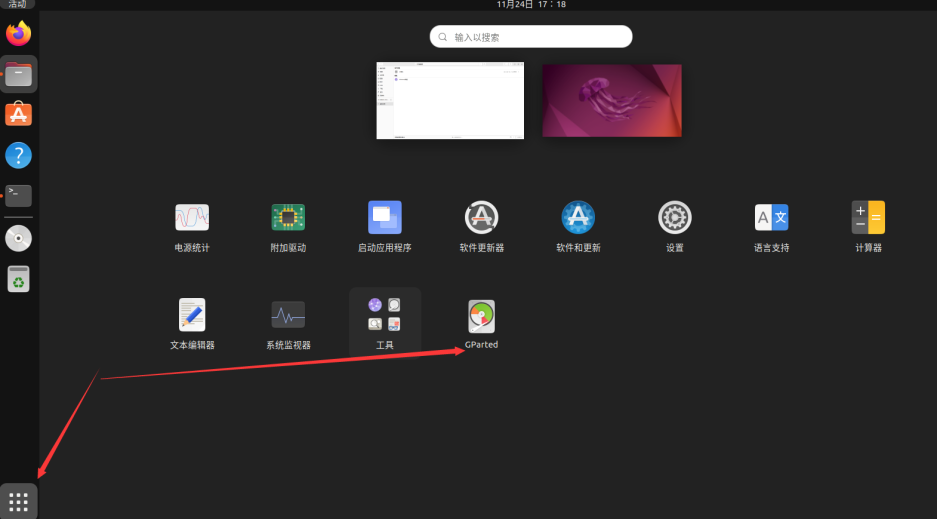 活动
11月24日 17：18
输入以搜索
电源统计
附加驱动
启动应用程序
软件更新器
软件和更新
设置
语言支持
计算器
文本编辑器
系统监视器
工具
GParted